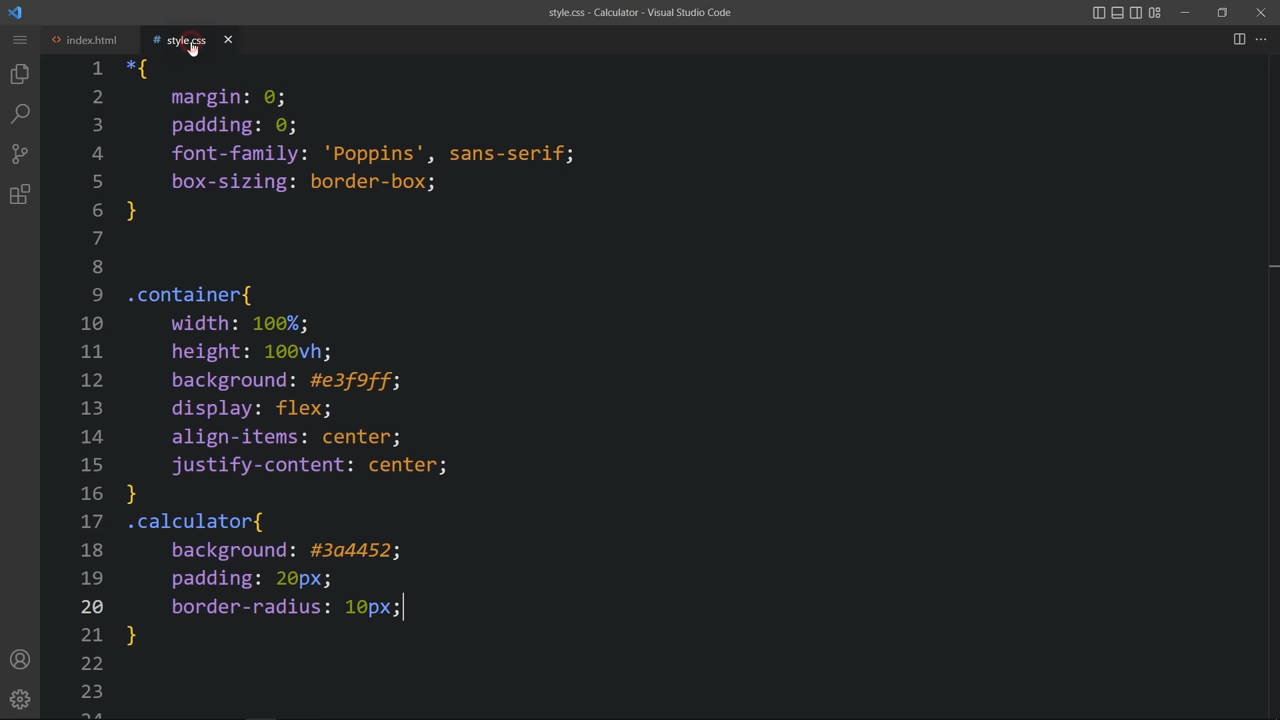 style.css - Calculator - Visual Studio Code
index.html
# style.css
1 *{
2 margin: 0;
3 padding: 0;
4 font-family: 'Poppins', sans-serif;
5 box-sizing: border-box;
6 }
7
8
9 .container{
10 width: 100%;
11 height: 100vh;
12 background: #e3f9ff;
13 display: flex;
14 align-items: center;
15 justify-content: center;
16 }
17 .calculator{
18 background: #3a4452;
19 padding: 20px;
20 border-radius: 10px;
21 }
22
23
24